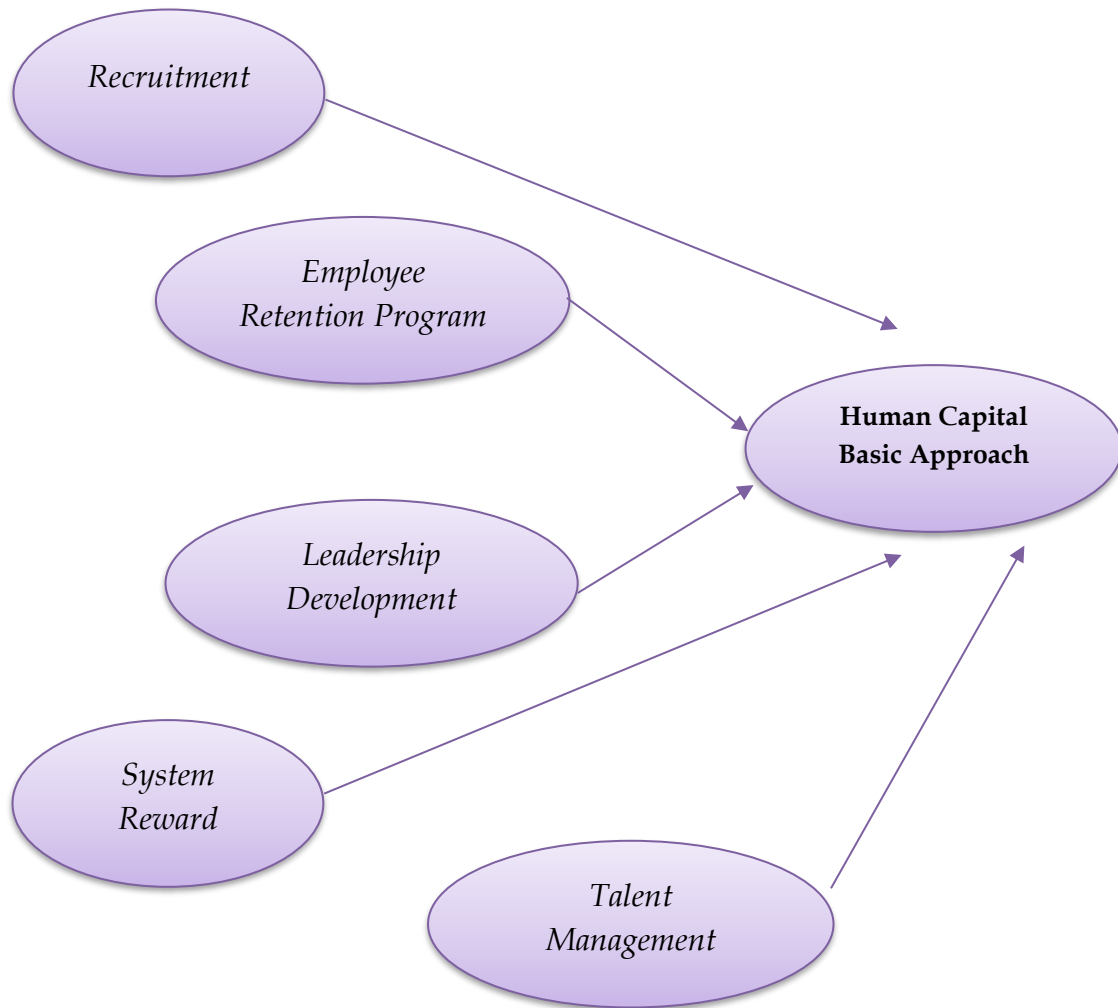 Recruitment
Employee
Retention Program
Human Capital
Basic Approach
Leadership
Development
System
Reward
Talent
Management